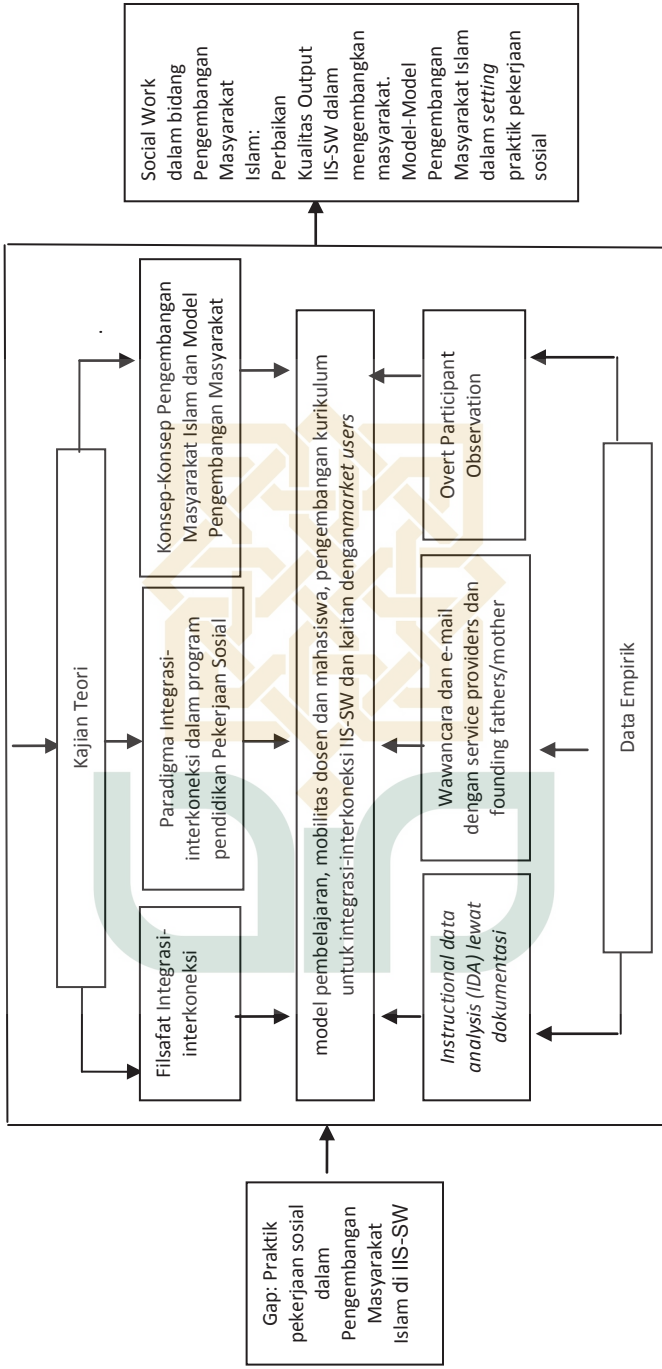 Gap: Praktik
pekerjaan sosial
dalam
Pengembangan
Masyarakat
Islam di IIS-SW
Kajian Teori
Filsafat Integrasi-
interkoneksi
Paradigma Integrasi-
interkoneksi dalam program
pendidikan Pekerjaan Sosial
Konsep-Konsep Pengembangan
Masyarakat Islam dan Model
Pengembangan Masyarakat
model pembelajaran, mobilitas dosen dan mahasiswa, pengembangan kurikulum
untuk integrasi-interkoneksi IIS-SW dan kaitan denganmarket users
Instructional data
analysis (IDA) lewat
dokumentasi
Wawancara dan e-mail
dengan service providers dan
founding fathers/mother
Overt Participant
Observation
Data Empirik
Social Work
dalam bidang
Pengembangan
Masyarakat
Islam:
Perbaikan
Kualitas Output
IIS-SW dalam
mengembangkan
masyarakat.
Model-Model
Pengembangan
Masyarakat Islam
dalam setting
praktik pekerjaan
sosial